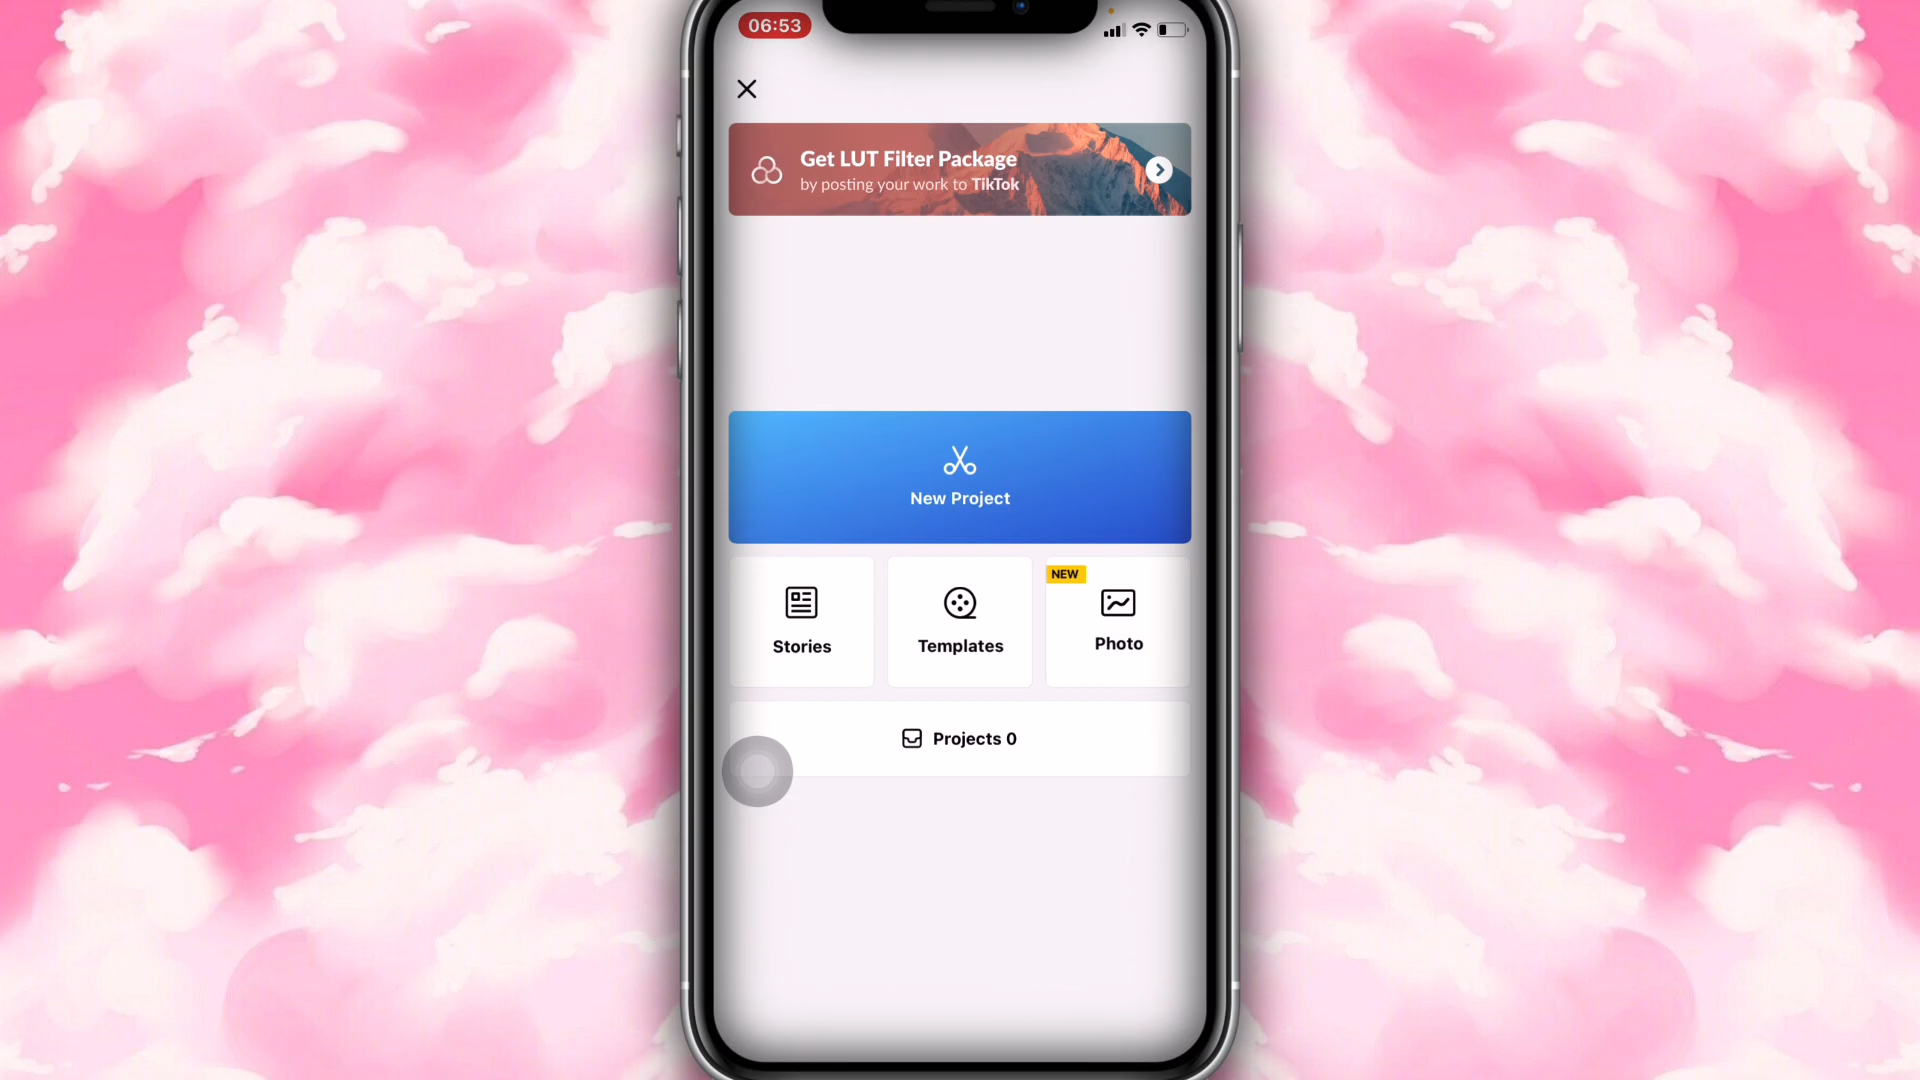 06:53
Get LUT Filter Package
by posting your work to TikTok
New Project
NEW
Stories
Templates
Photo
Projects 0